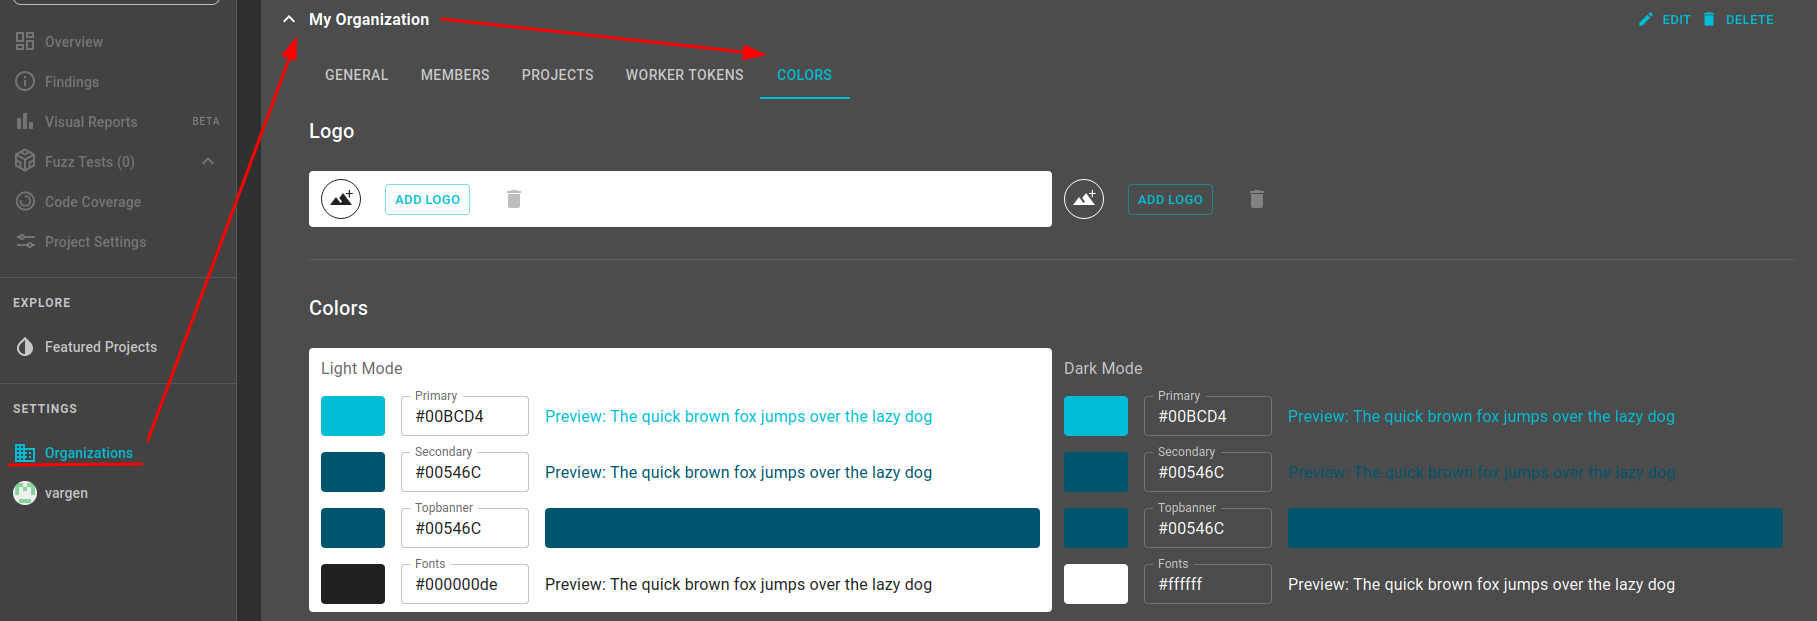 Overview
Findings
Visual Reports BETA
Fuzz Tests (0)
Code Coverage
Project Settings
EXPLORE
Featured Projects
SETTINGS
Organizations
vargen
My Organization
EDIT DELETE
GENERAL MEMBERS PROJECTS WORKER TOKENS COLORS
Logo
ADD LOGO
ADD LOGO
Colors
Light Mode
Primary
#00BCD4 Preview: The quick brown fox jumps over the lazy dog
Secondary
#00546C Preview: The quick brown fox jumps over the lazy dog
Topbanner
#00546C
Fonts
#000000de Preview: The quick brown fox jumps over the lazy dog
Dark Mode
Primary
#00BCD4 Preview: The quick brown fox jumps over the lazy dog
Secondary
#00546C Preview: The quick brown fox jumps over the lazy dog
Topbanner
#00546C
Fonts
#ffffff Preview: The quick brown fox jumps over the lazy dog